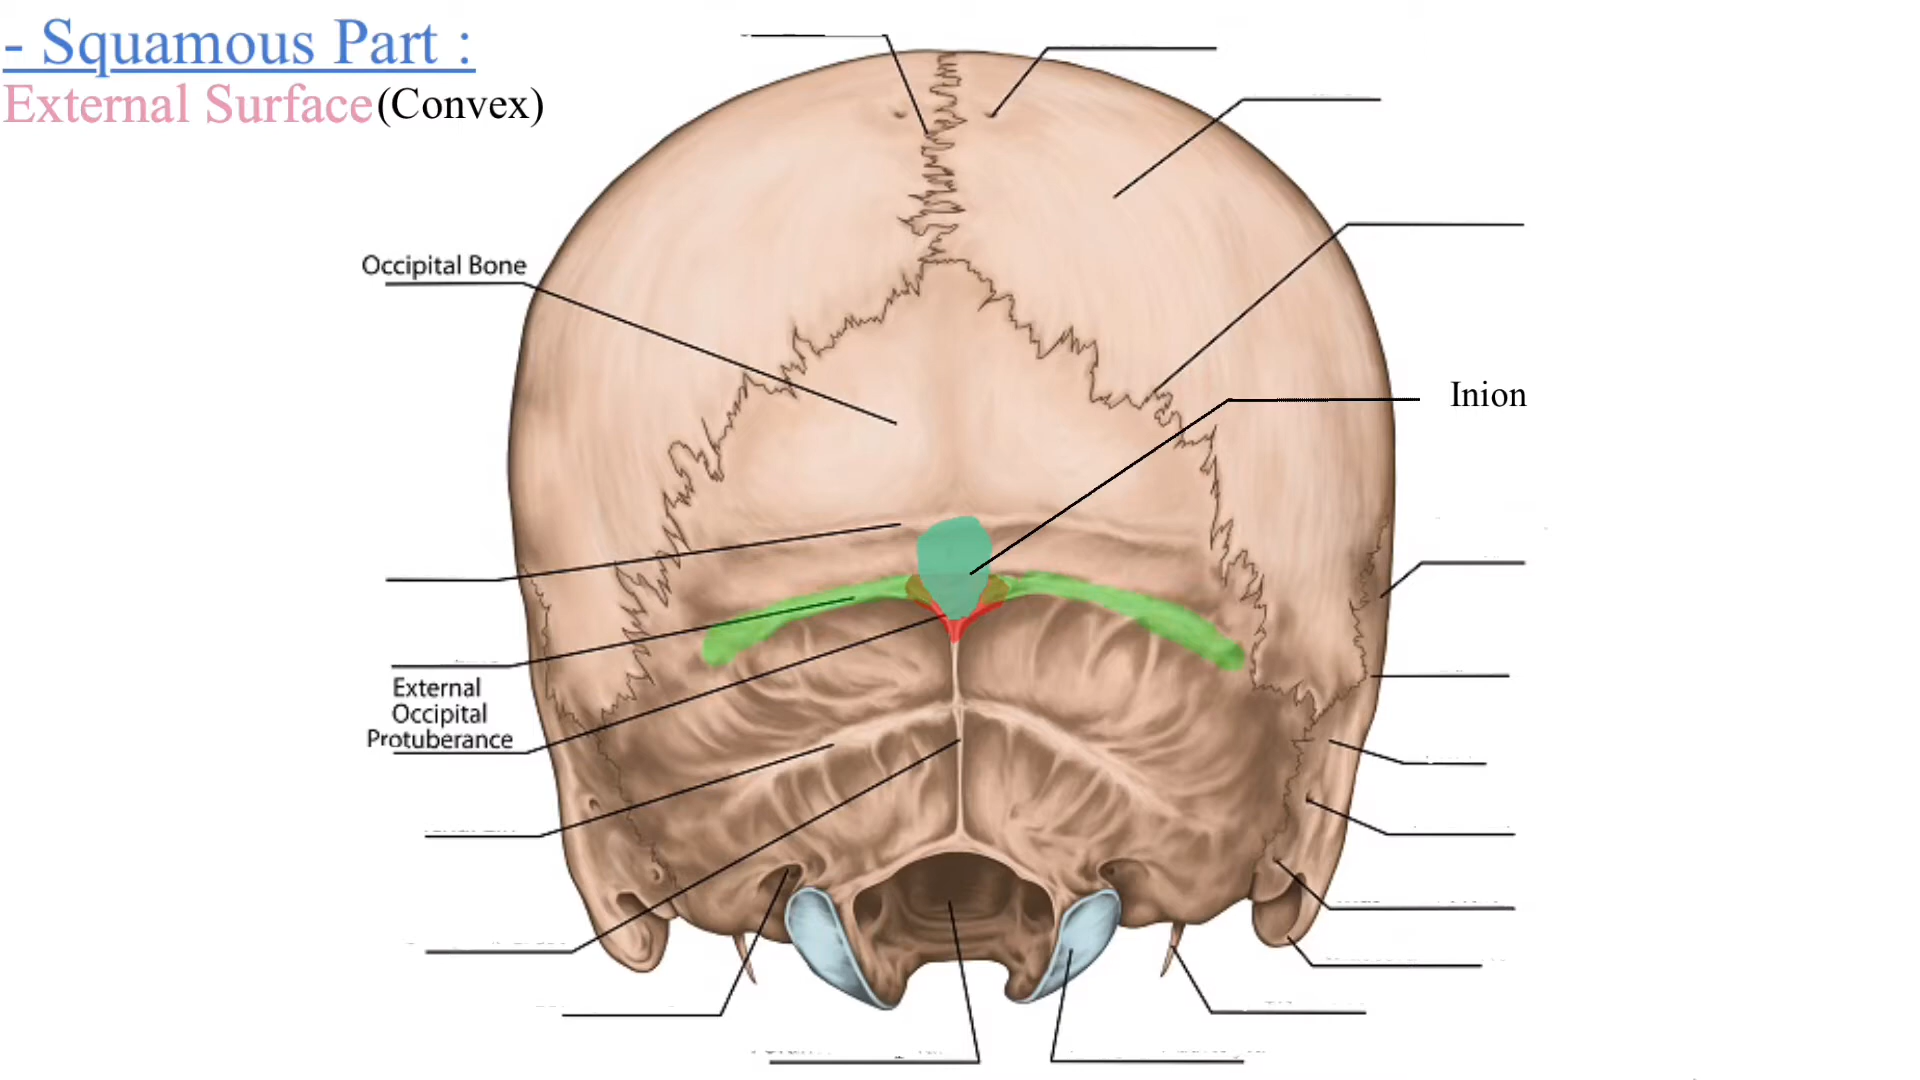 - Squamous Part :
External Surface (Convex)
Occipital Bone
Inion
External
Occipital
Protuberance